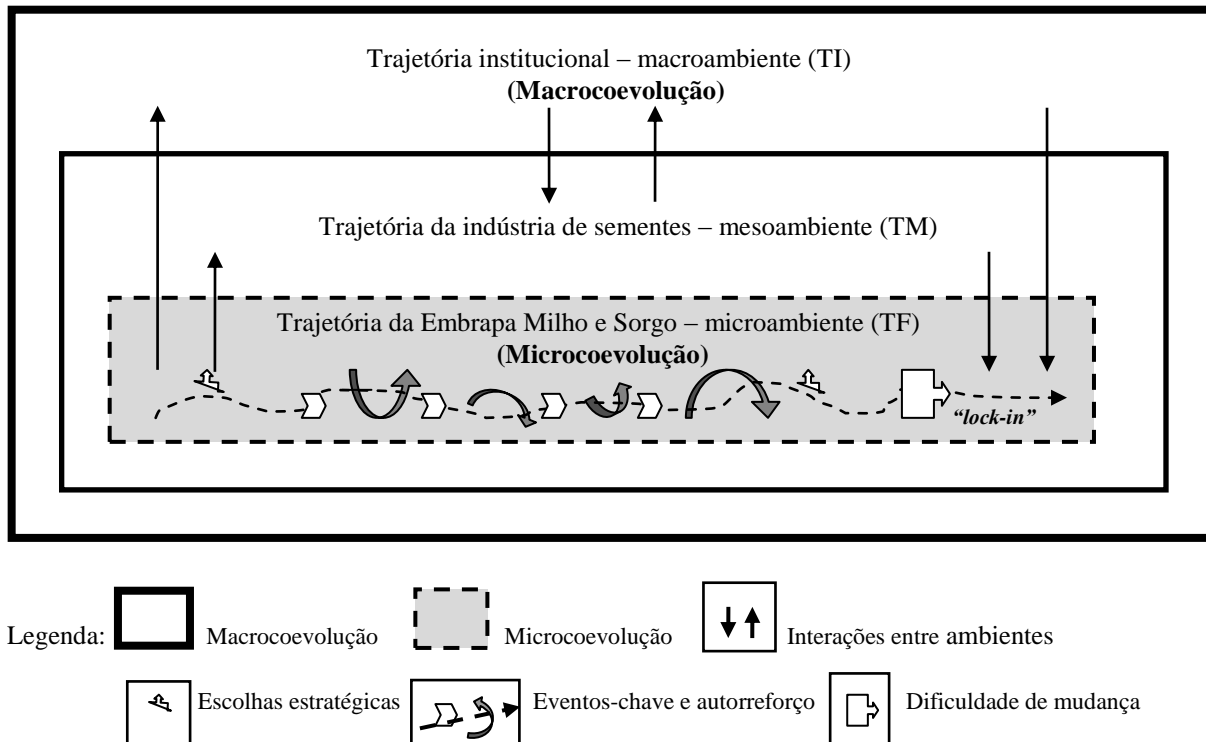 Trajetória institucional – macroambiente (TI)
(Macrocoevolução)
Trajetória da indústria de sementes – mesoambiente (TM)
Trajetória da Embrapa Milho e Sorgo – microambiente (TF)
(Microcoevolução)
“lock-in”
Legenda: Macrocoevolução Microcoevolução Interações entre ambientes
Escolhas estratégicas Eventos-chave e autorreforço Dificuldade de mudança